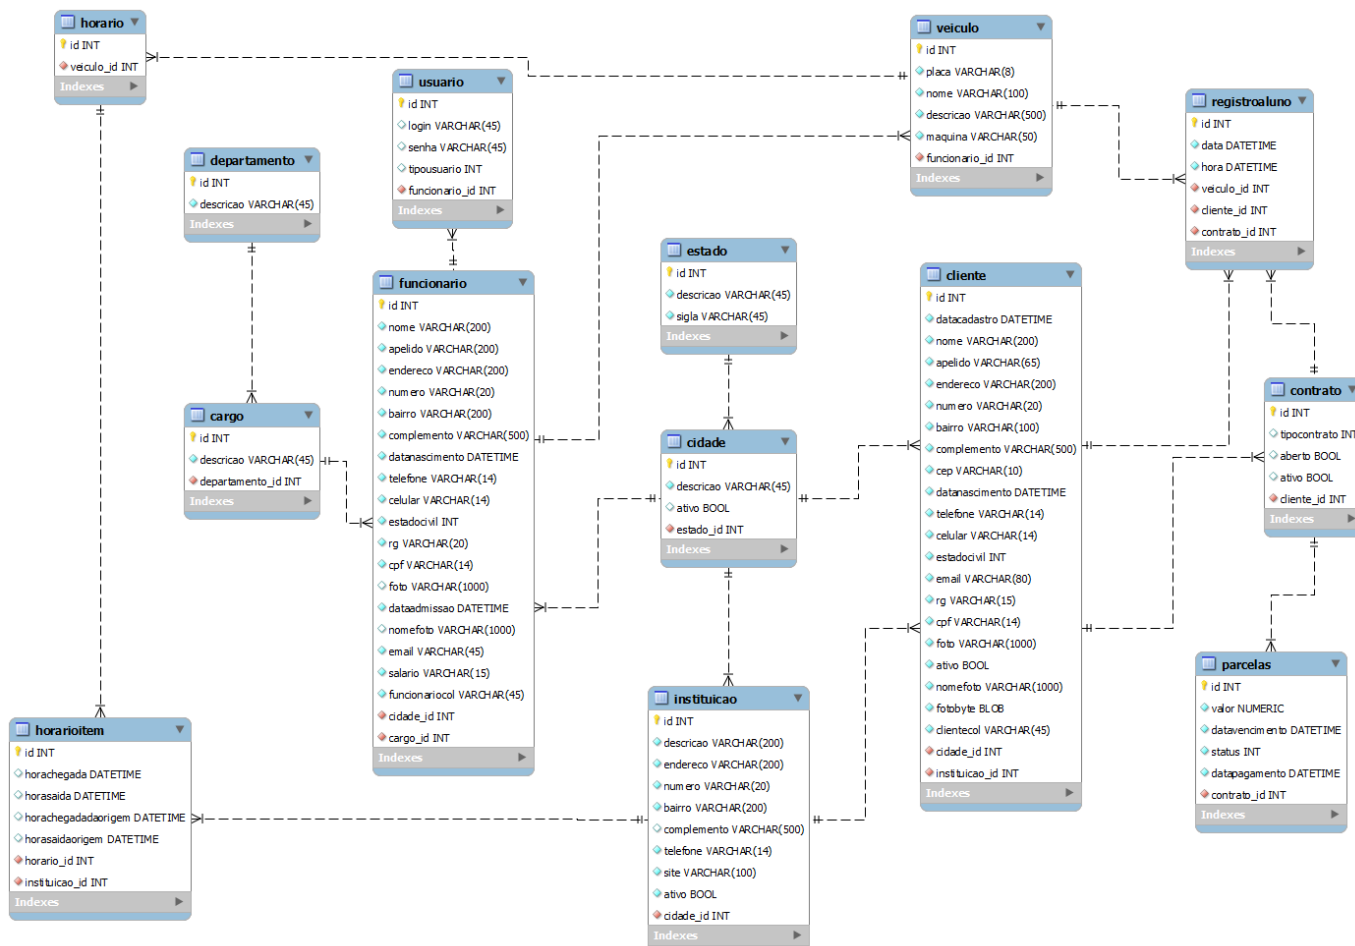 horario
id INT
veiculo_id INT
Indexes
usuario
id INT
login VARCHAR(45)
senha VARCHAR(45)
tipousuario INT
funcionario_id INT
Indexes
veiculo
id INT
placa VARCHAR(8)
nome VARCHAR(100)
descricao VARCHAR(500)
maquina VARCHAR(50)
funcionario_id INT
Indexes
registroaluno
id INT
data DATETIME
hora DATETIME
veiculo_id INT
cliente_id INT
contrato_id INT
Indexes
departamento
id INT
descricao VARCHAR(45)
Indexes
funcionario
id INT
nome VARCHAR(200)
apelido VARCHAR(200)
endereco VARCHAR(200)
numero VARCHAR(20)
bairro VARCHAR(200)
complemento VARCHAR(500)
datanascimento DATETIME
telefone VARCHAR(14)
celular VARCHAR(14)
estadocivil INT
rg VARCHAR(20)
cpf VARCHAR(14)
foto VARCHAR(1000)
dataadmissao DATETIME
nomefoto VARCHAR(1000)
email VARCHAR(45)
salario VARCHAR(15)
funcionariocol VARCHAR(45)
cidade_id INT
cargo_id INT
Indexes
estado
id INT
descricao VARCHAR(45)
sigla VARCHAR(45)
Indexes
cliente
id INT
datacadastro DATETIME
nome VARCHAR(200)
apelido VARCHAR(65)
endereco VARCHAR(200)
numero VARCHAR(20)
bairro VARCHAR(100)
complemento VARCHAR(500)
cep VARCHAR(10)
datanascimento DATETIME
telefone VARCHAR(14)
celular VARCHAR(14)
estadocivil INT
email VARCHAR(80)
rg VARCHAR(15)
cpf VARCHAR(14)
foto VARCHAR(1000)
ativo BOOL
nomefoto VARCHAR(1000)
fotobyte BLOB
clientecol VARCHAR(45)
cidade_id INT
instituicao_id INT
Indexes
contrato
id INT
tipocontrato INT
aberto BOOL
ativo BOOL
cliente_id INT
Indexes
cargo
id INT
descricao VARCHAR(45)
departamento_id INT
Indexes
cidade
id INT
descricao VARCHAR(45)
ativo BOOL
estado_id INT
Indexes
parcelas
id INT
valor NUMERIC
datavencimento DATETIME
status INT
datapagamento DATETIME
contrato_id INT
Indexes
instituicao
id INT
descricao VARCHAR(200)
endereco VARCHAR(200)
numero VARCHAR(20)
bairro VARCHAR(200)
complemento VARCHAR(500)
telefone VARCHAR(14)
site VARCHAR(100)
ativo BOOL
cidade_id INT
horarioitem
id INT
horachegada DATETIME
horasaida DATETIME
horachegadadaorigem DATETIME
horasaidaorigem DATETIME
horario_id INT
instituicao_id INT
Indexes